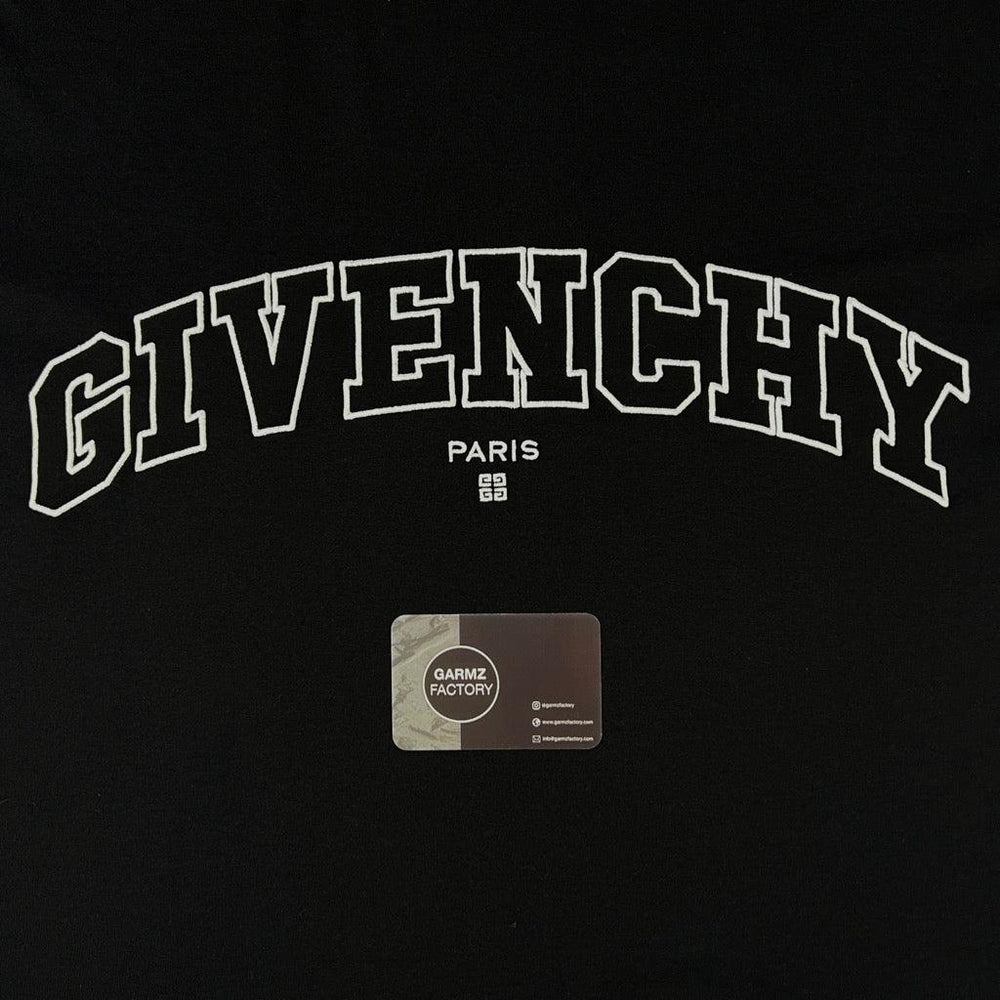 GIVENCHY
PARIS
GARMZ
FACTORY
@garmzfactory
www.garmzfactory.com
info@garmzfactory.com